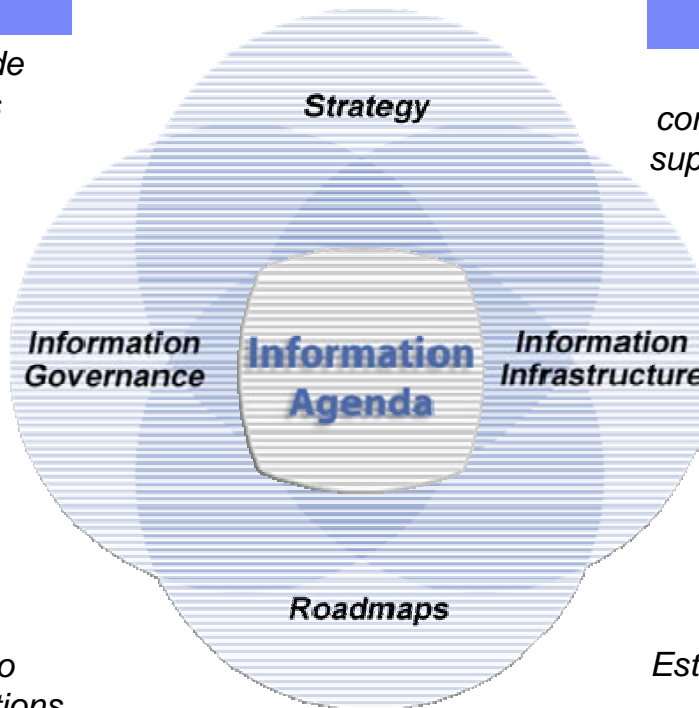 Strategy
Information
Governance
Information
Agenda
Information
Infrastructure
Roadmaps